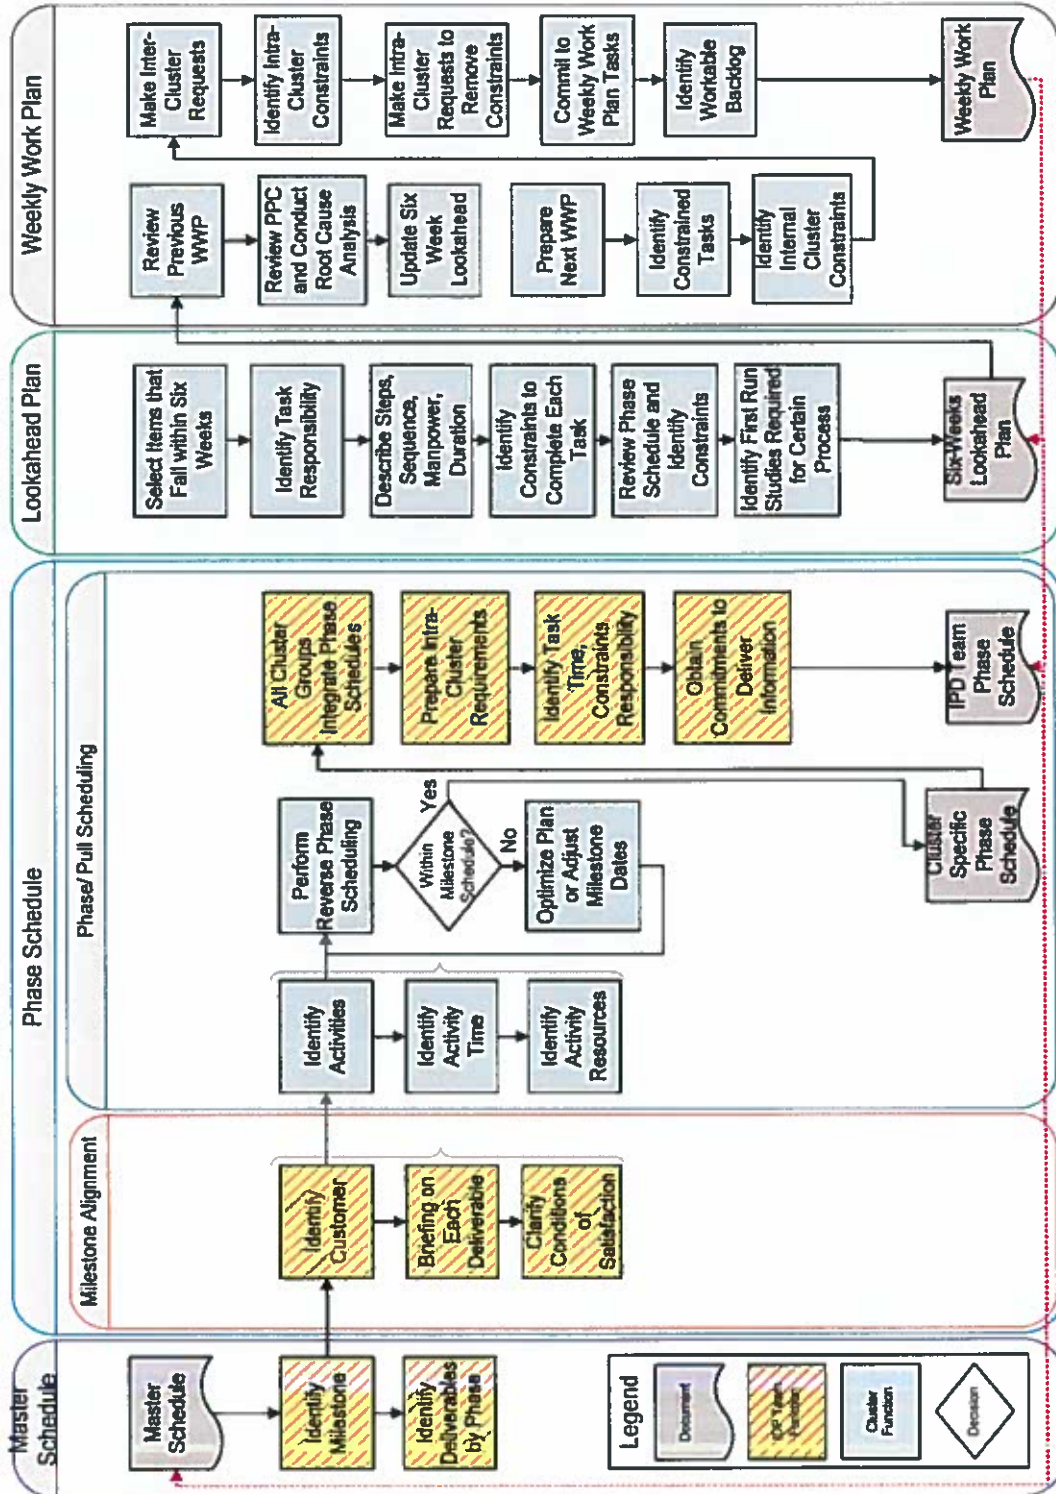 Master
Schedule
Master
Schedule
Identify
Milestone
Identify
Deliverables
by Phase
Legend
Document
Team
Function
Cluster
Function
Decision
Phase Schedule
Milestone Alignment
Identify
Customer
Briefing on
Each
Deliverable
Clarify
Conditions
of
Satisfaction
Phase/ Pull Scheduling
Identify
Activities
Identify
Activity
Time
Identify
Activity
Resources
Perform
Reverse Phase
Scheduling
Within
Milestone
Schedule?
Yes
No
Optimize Plan
or Adjust
Milestone
Dates
Cluster
Specific
Phase
Schedule
All Cluster
Groups
Integrate Phase
Schedules
Prepare Intra-
Cluster
Requirements
Identify Task
Time,
Constraints
Responsibility
Obtain
Commitments to
Deliver
Information
IPD Team
Phase
Schedule
Lookahead Plan
Select Items that
Fall within Six
Weeks
Identify Task
Responsibility
Describe Steps,
Sequence,
Manpower,
Duration
Identify
Constraints to
Complete Each
Task
Review Phase
Schedule and
Identify
Constraints
Identify First Run
Studies Required
for Certain
Process
Six-Weeks
Lookahead
Plan
Weekly Work Plan
Review
Previous
WWP
Review PPC
and Conduct
Root Cause
Analysis
Update Six
Week
Lookahead
Prepare
Next WWP
Identify
Constrained
Tasks
Identify
Internal
Cluster
Constraints
Make Inter-
Cluster
Requests
Identify Intra-
Cluster
Constraints
Make Intra-
Cluster
Requests to
Remove
Constraints
Commit to
Weekly Work
Plan Tasks
Identify
Workable
Backlog
Weekly Work
Plan